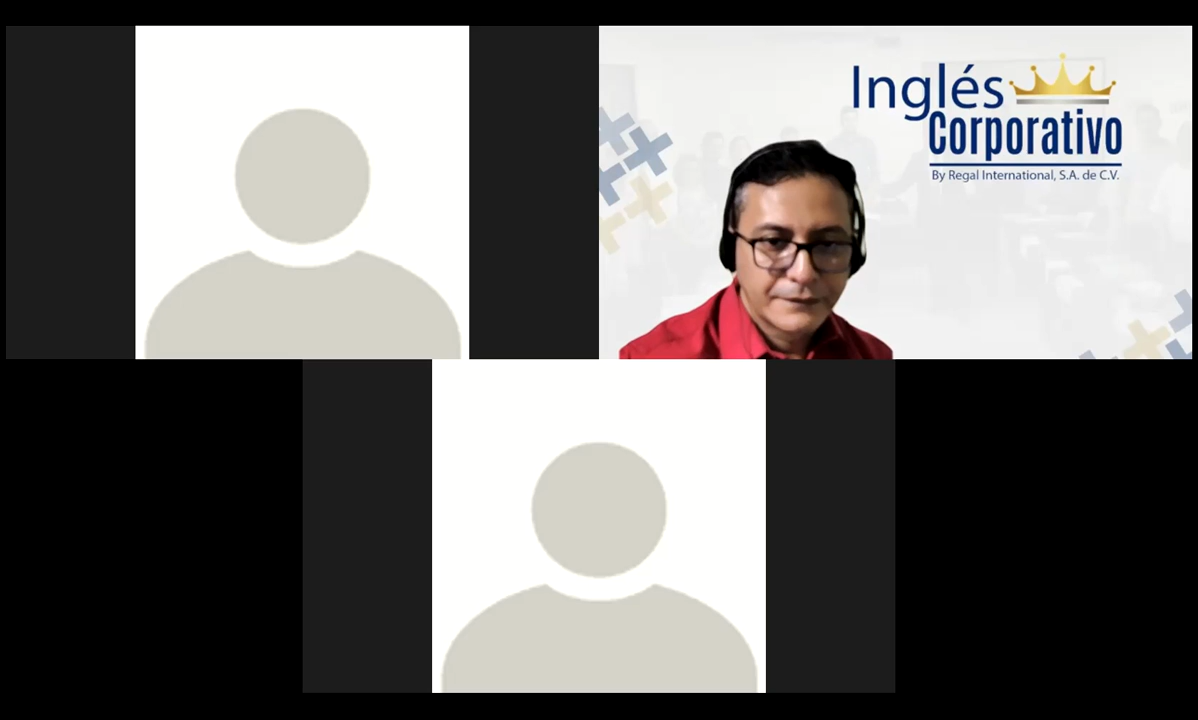 Inglés
Corporativo
By Regal International, S.A. de C.V.